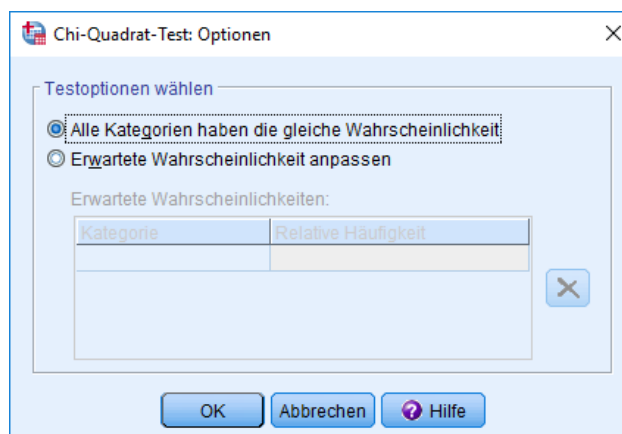 Chi-Quadrat-Test: Optionen
Testoptionen wählen
Alle Kategorien haben die gleiche Wahrscheinlichkeit
Erwartete Wahrscheinlichkeit anpassen
Erwartete Wahrscheinlichkeiten:
Kategorie Relative Häufigkeit
OK Abbrechen Hilfe